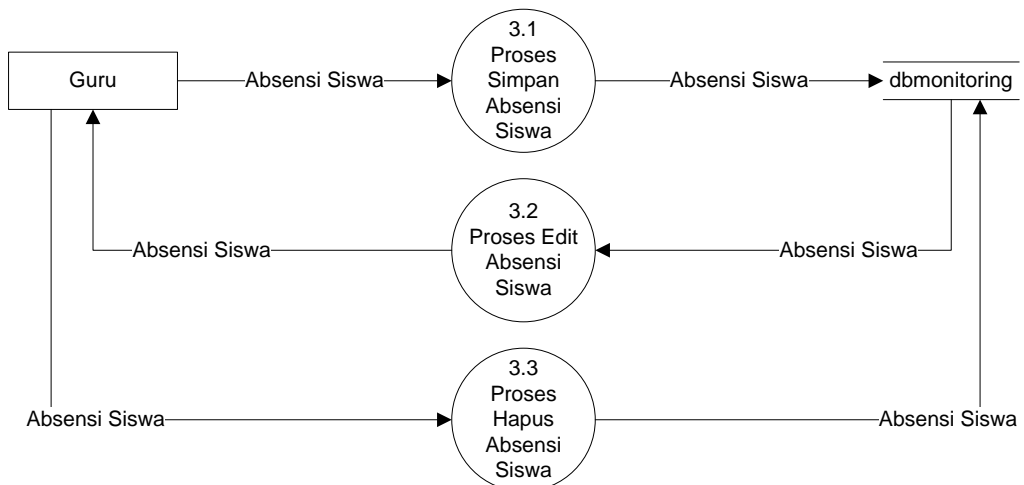 Guru
Absensi Siswa
3.1
Proses
Simpan
Absensi
Siswa
Absensi Siswa
dbmonitoring
Absensi Siswa
3.2
Proses Edit
Absensi
Siswa
Absensi Siswa
Absensi Siswa
3.3
Proses
Hapus
Absensi
Siswa
Absensi Siswa